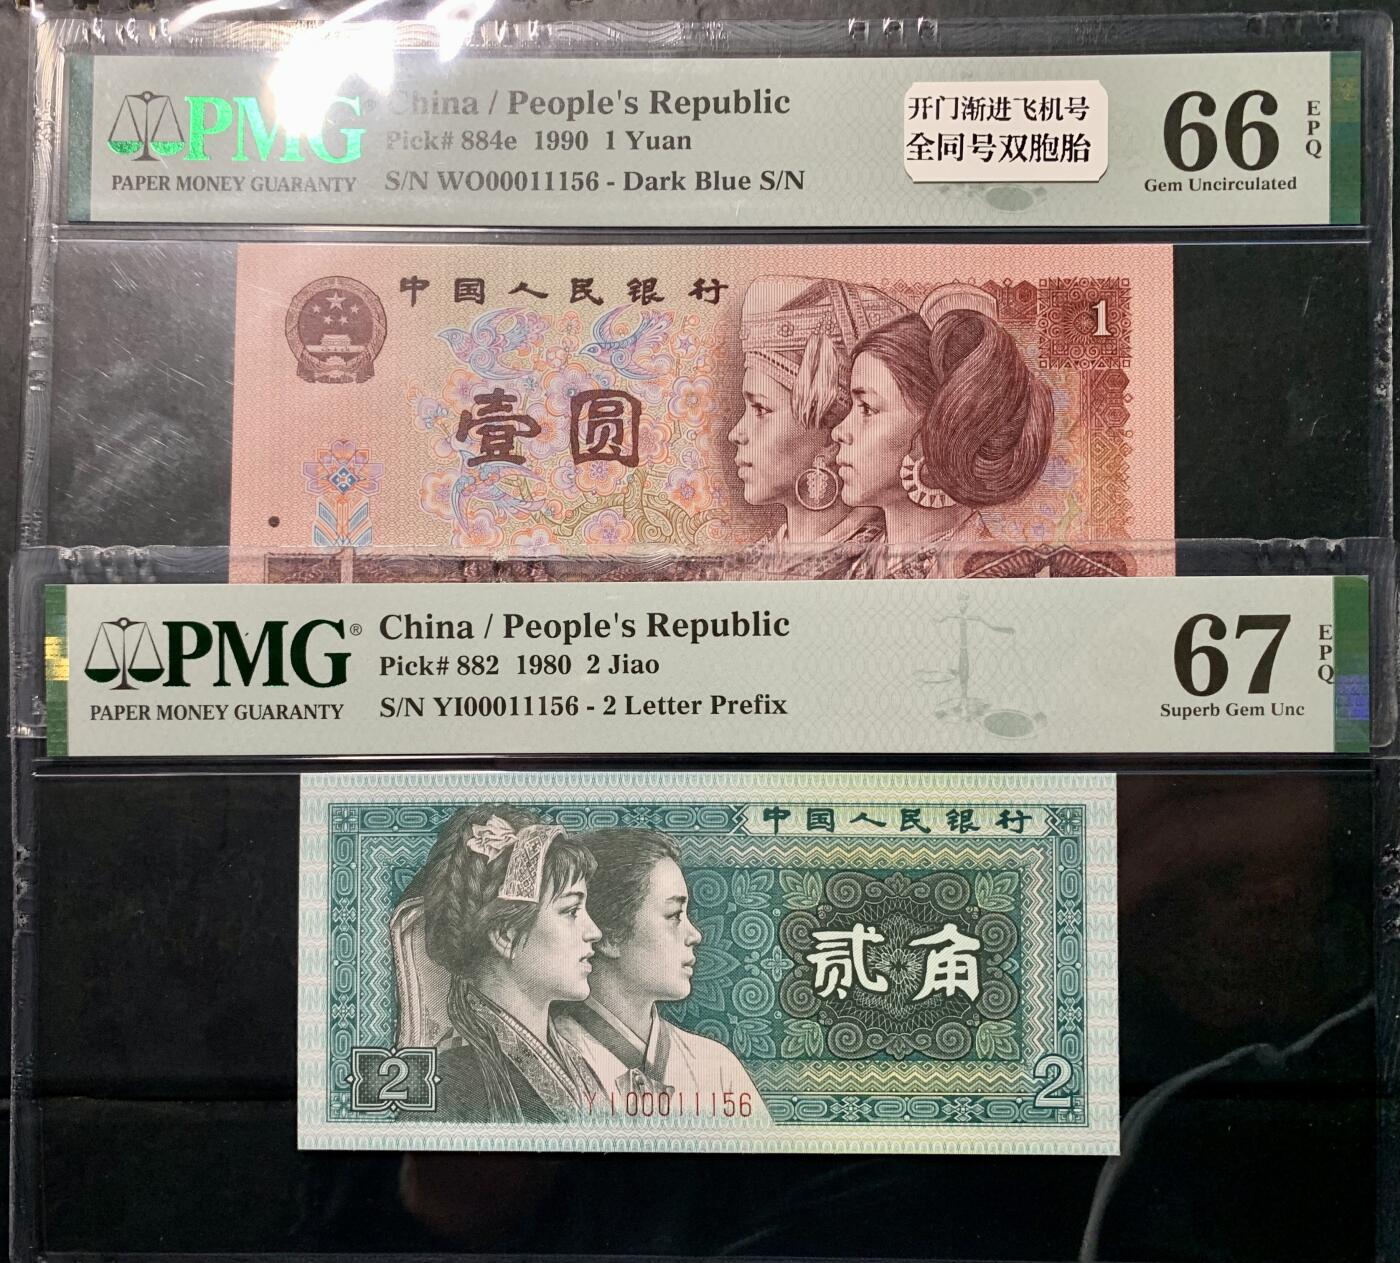 PMG
PAPER MONEY GUARANTY
China / People's Republic
Pick# 884e 1990 1 Yuan
S/N WO00011156 - Dark Blue S/N
开门渐进飞机号
全同号双胞胎
66
EPQ
Gem Uncirculated
中国人民银行
壹圆
1
PMG®
PAPER MONEY GUARANTY
China / People's Republic
Pick# 882 1980 2 Jiao
S/N YI00011156 - 2 Letter Prefix
67
EPQ
Superb Gem Unc
中国人民银行
贰角
2
2
YI00011156